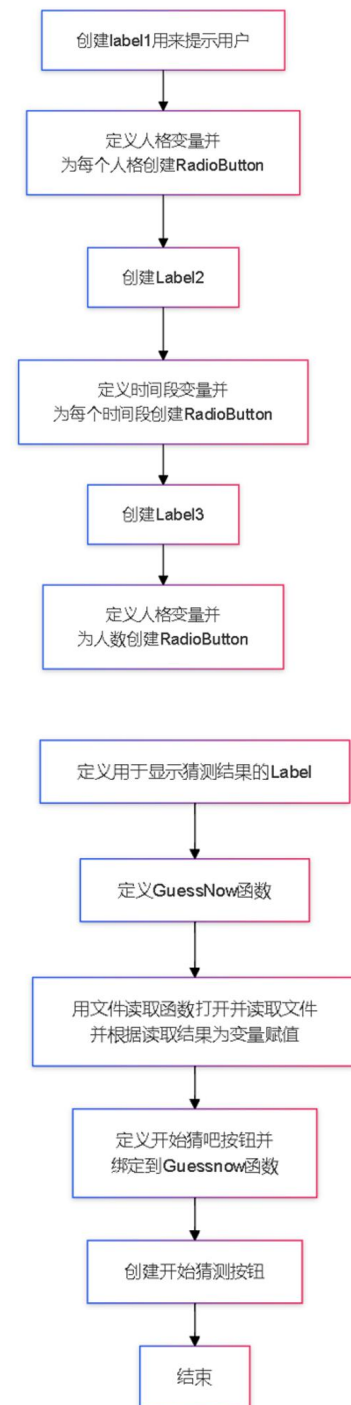 创建label1用来提示用户
定义人格变量并
为每个人格创建RadioButton
创建Label2
定义时间段变量并
为每个时间段创建RadioButton
创建Label3
定义人格变量并
为人数创建RadioButton
定义用于显示猜测结果的Label
定义GuessNow函数
用文件读取函数打开并读取文件
并根据读取结果为变量赋值
定义开始猜吧按钮并
绑定到Guessnow函数
创建开始猜测按钮
结束